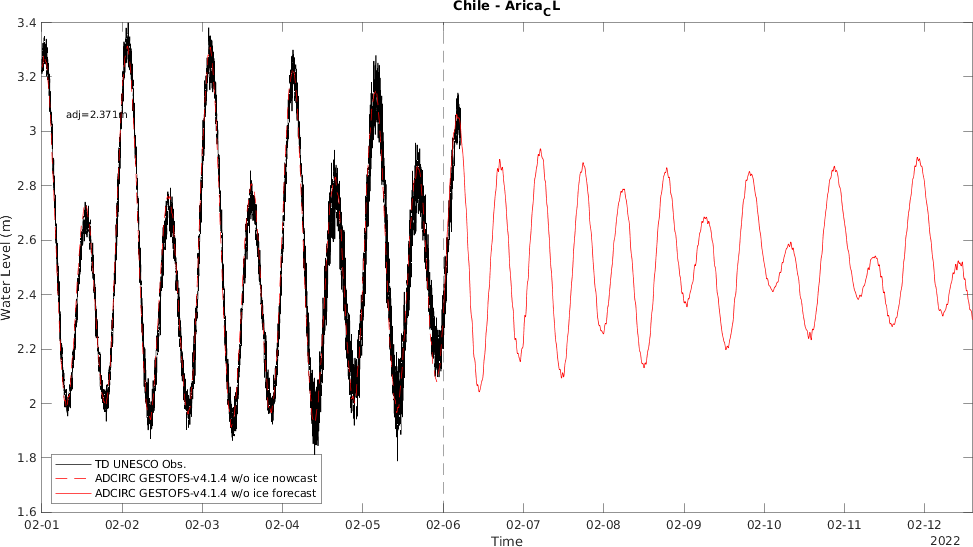 Chile - Arica_CL
3.4
3.2
3
2.8
2.6
2.4
2.2
2
1.8
1.6
Water Level (m)
adj=2.371m
TD UNESCO Obs.
ADCIRC GESTOFS-v4.1.4 w/o ice nowcast
ADCIRC GESTOFS-v4.1.4 w/o ice forecast
02-01 02-02 02-03 02-04 02-05 02-06 02-07 02-08 02-09 02-10 02-11 02-12
Time
2022